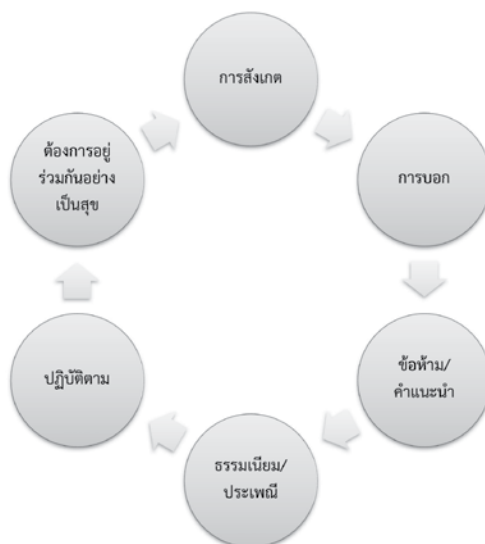 การสังเกต
การบอก
ข้อห้าม/
คำแนะนำ
ธรรมเนียม/
ประเพณี
ปฏิบัติตาม
ต้องการอยู่
ร่วมกันอย่าง
เป็นสุข